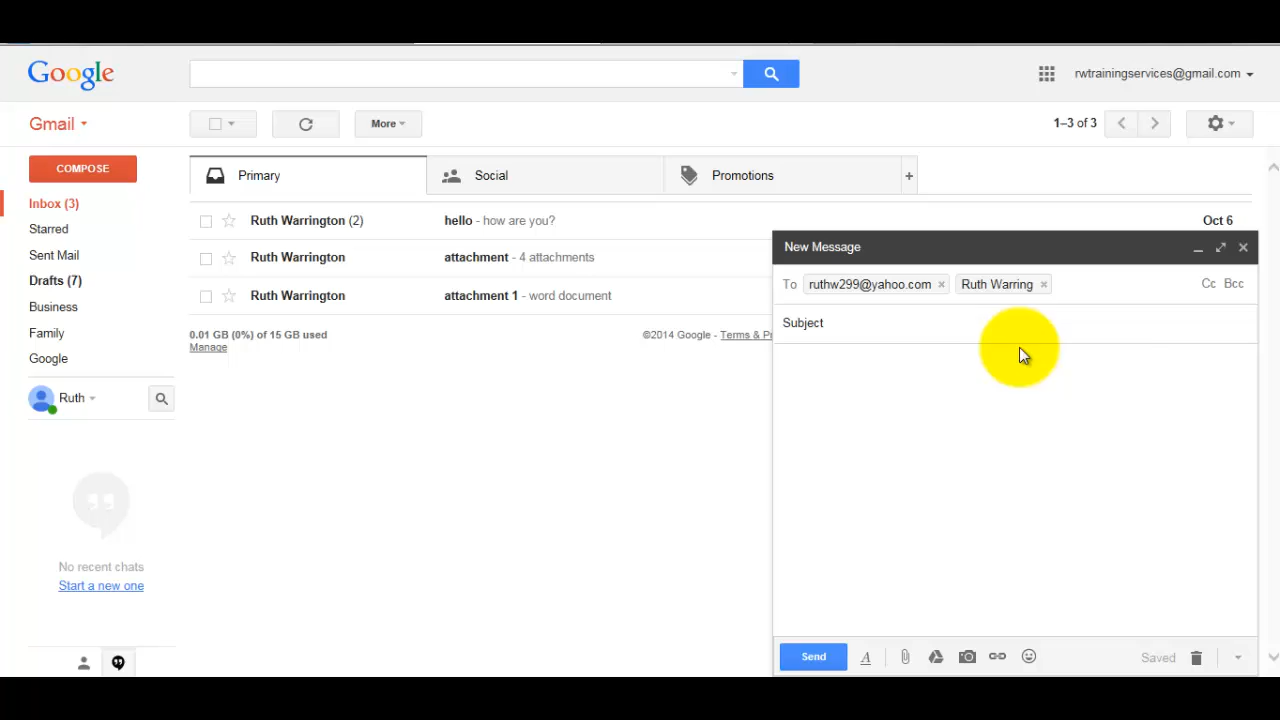 Google
rwtrainingservices@gmail.com
Gmail
More
1–3 of 3
COMPOSE
Primary
Social
Promotions
+
Inbox (3)
Starred
Sent Mail
Drafts (7)
Business
Family
Google
Ruth Warrington (2) hello - how are you? Oct 6
Ruth Warrington attachment - 4 attachments
Ruth Warrington attachment 1 - word document
0.01 GB (0%) of 15 GB used
Manage
©2014 Google - Terms &
Ruth
No recent chats
Start a new one
New Message
To ruthw299@yahoo.com × Ruth Warring × Cc Bcc
Subject
Send A Saved